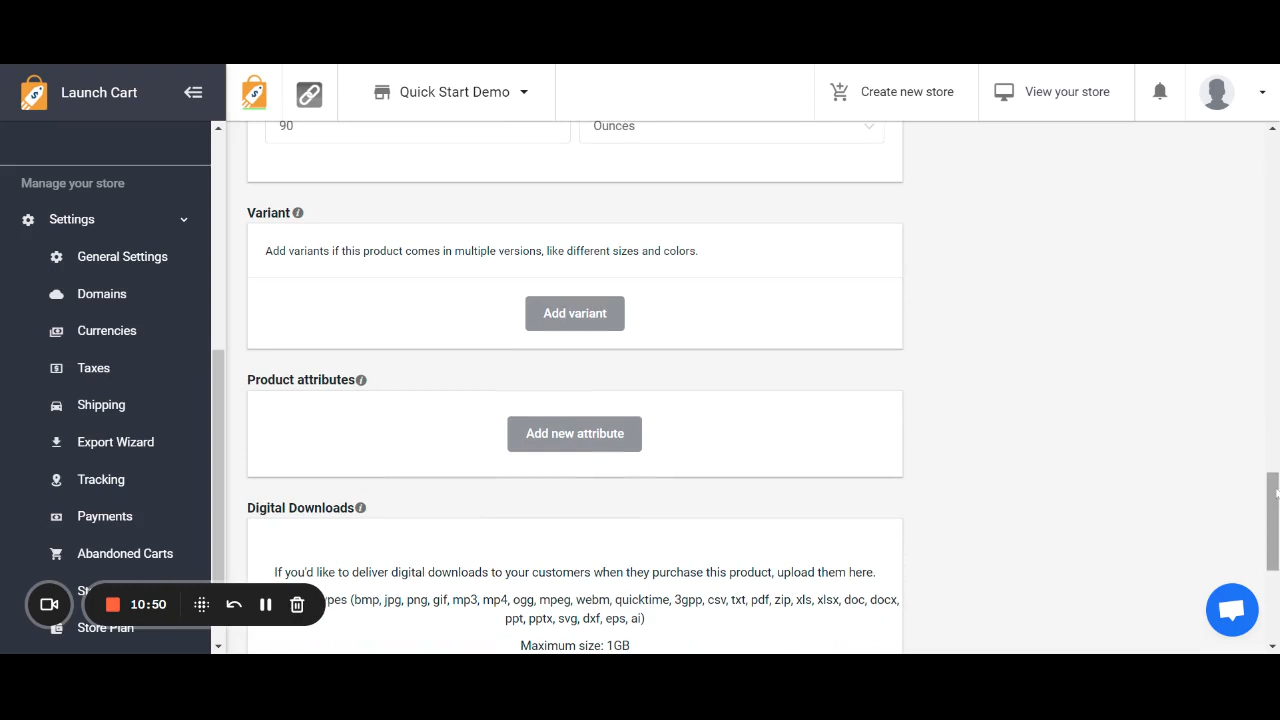 Launch Cart
Quick Start Demo
Create new store
View your store
Manage your store
Settings
General Settings
Domains
Currencies
Taxes
Shipping
Export Wizard
Tracking
Payments
Abandoned Carts
Store Plan
10:50
90
Ounces
Variant
Add variants if this product comes in multiple versions, like different sizes and colors.
Add variant
Product attributes
Add new attribute
Digital Downloads
If you'd like to deliver digital downloads to your customers when they purchase this product, upload them here.
(bmp, jpg, png, gif, mp3, mp4, ogg, mpeg, webm, quicktime, 3gpp, csv, txt, pdf, zip, xls, xlsx, doc, docx,
ppt, pptx, svg, dxf, eps, ai)
Maximum size: 1GB